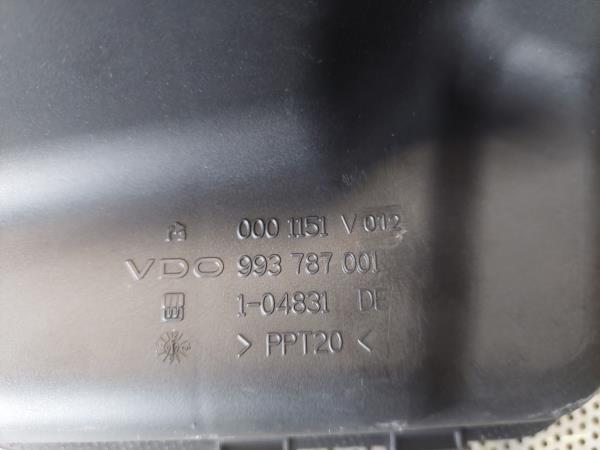 000 1151 V 012
VDO 993 787 001
1-04831 DE
> PPT20 <